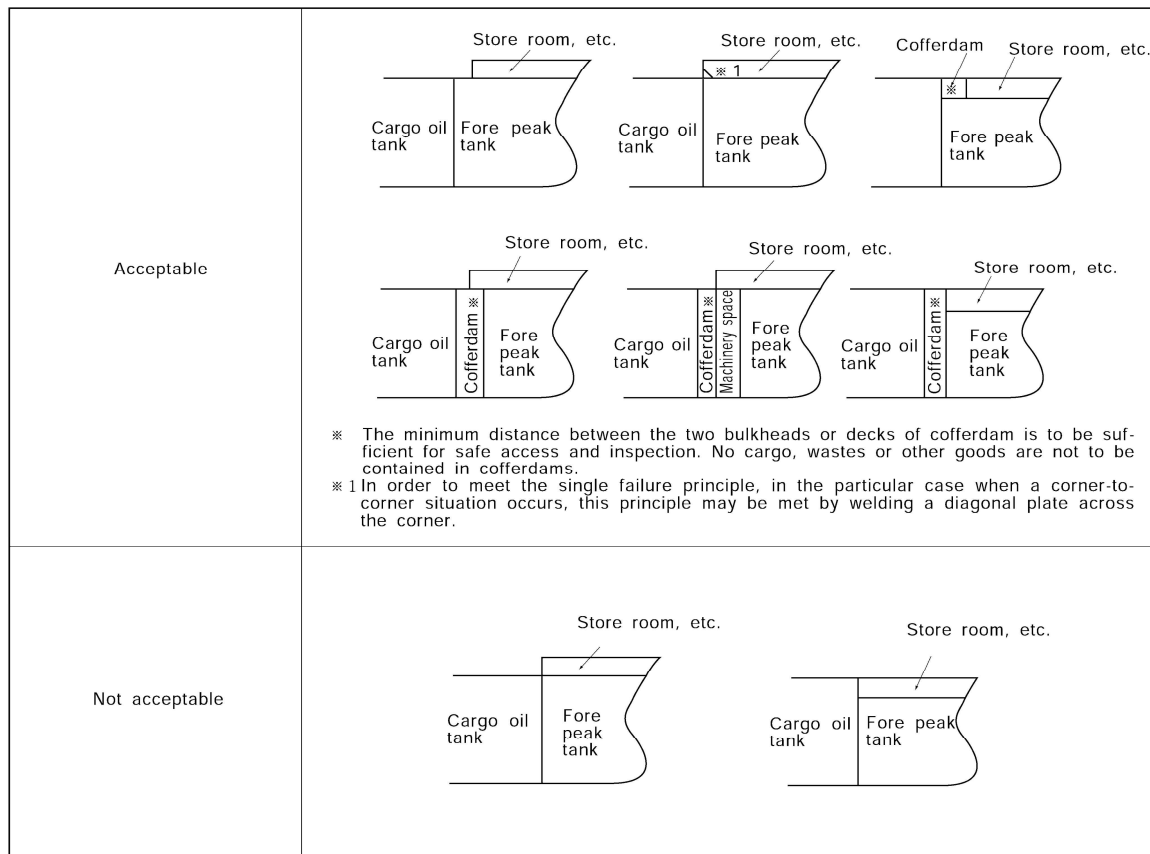 Acceptable
Store room, etc.
Cargo oil
tank
Fore peak
tank
Store room, etc.
※ 1
Cargo oil
tank
Fore peak
tank
Cofferdam
Store room, etc.
※
Fore peak
tank
Store room, etc.
Cargo oil
tank
Cofferdam ※
Fore
peak
tank
Store room, etc.
Cargo oil
tank
Cofferdam ※
Machinery space
Fore
peak
tank
Store room, etc.
Cargo oil
tank
Cofferdam ※
Fore
peak
tank
※ The minimum distance between the two bulkheads or decks of cofferdam is to be suf-
ficient for safe access and inspection. No cargo, wastes or other goods are not to be
contained in cofferdams.
※ 1 In order to meet the single failure principle, in the particular case when a corner-to-
corner situation occurs, this principle may be met by welding a diagonal plate across
the corner.
Not acceptable
Store room, etc.
Cargo oil
tank
Fore
peak
tank
Store room, etc.
Cargo oil
tank
Fore peak
tank